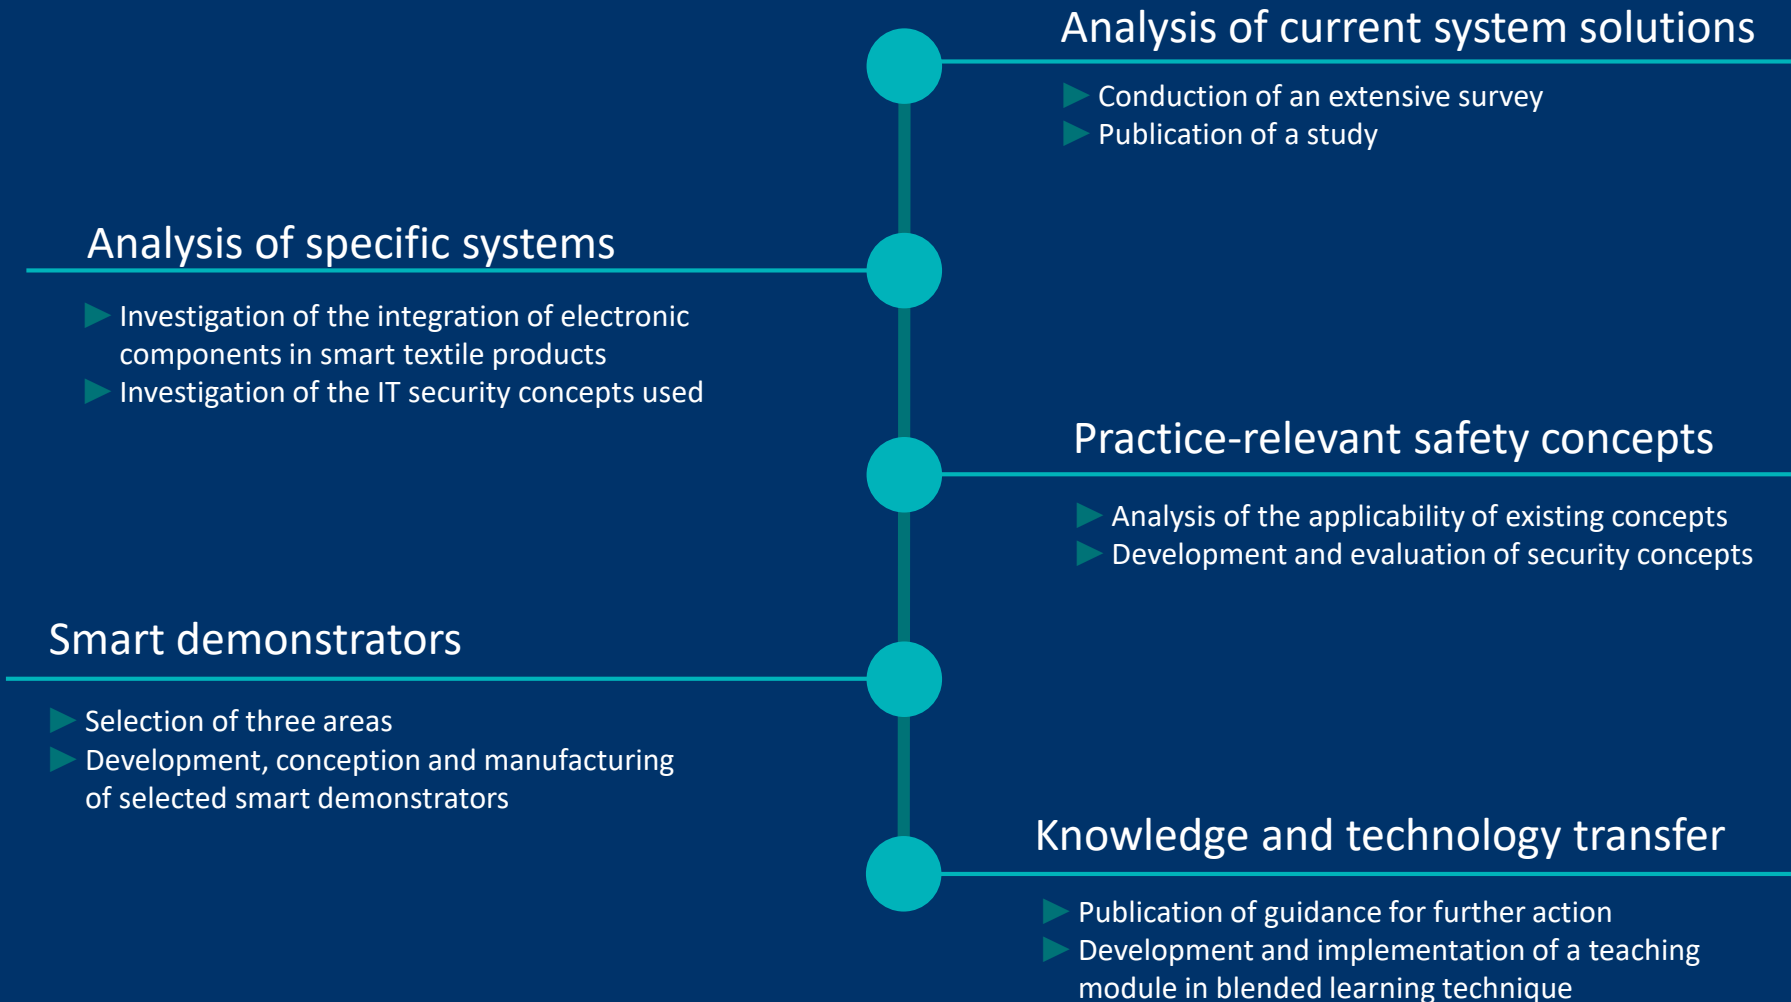 Analysis of current system solutions
Conduction of an extensive survey
Publication of a study
Analysis of specific systems
Investigation of the integration of electronic
components in smart textile products
Investigation of the IT security concepts used
Practice-relevant safety concepts
Analysis of the applicability of existing concepts
Development and evaluation of security concepts
Smart demonstrators
Selection of three areas
Development, conception and manufacturing
of selected smart demonstrators
Knowledge and technology transfer
Publication of guidance for further action
Development and implementation of a teaching
module in blended learning technique